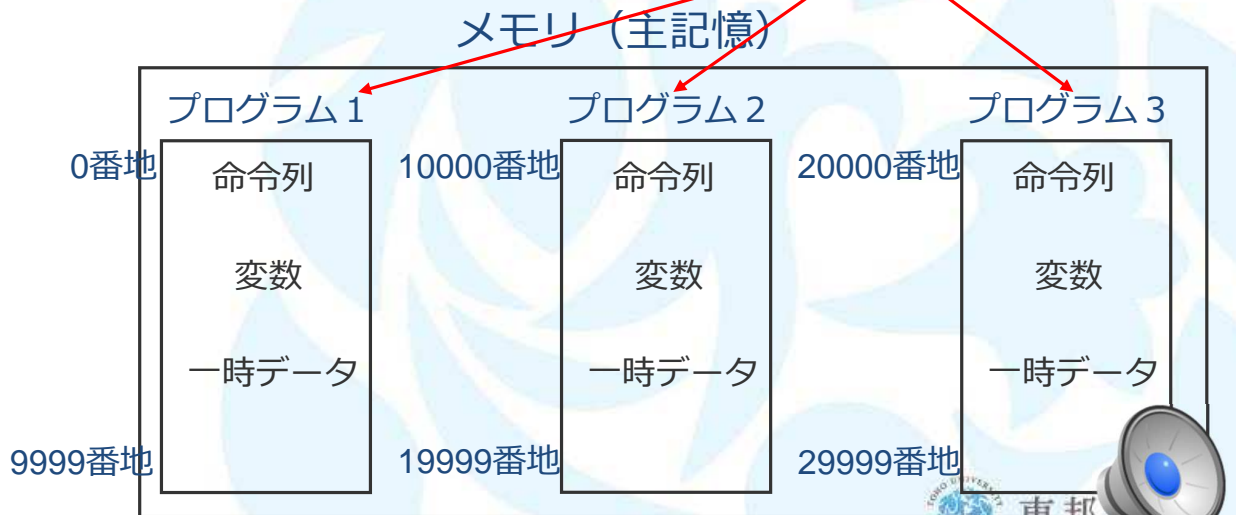 メモリ（主記憶）
プログラム１ プログラム２ プログラム３
0番地 命令列 10000番地 命令列 20000番地 命令列
変数 変数 変数
一時データ 一時データ 一時データ
9999番地 19999番地 29999番地
東邦